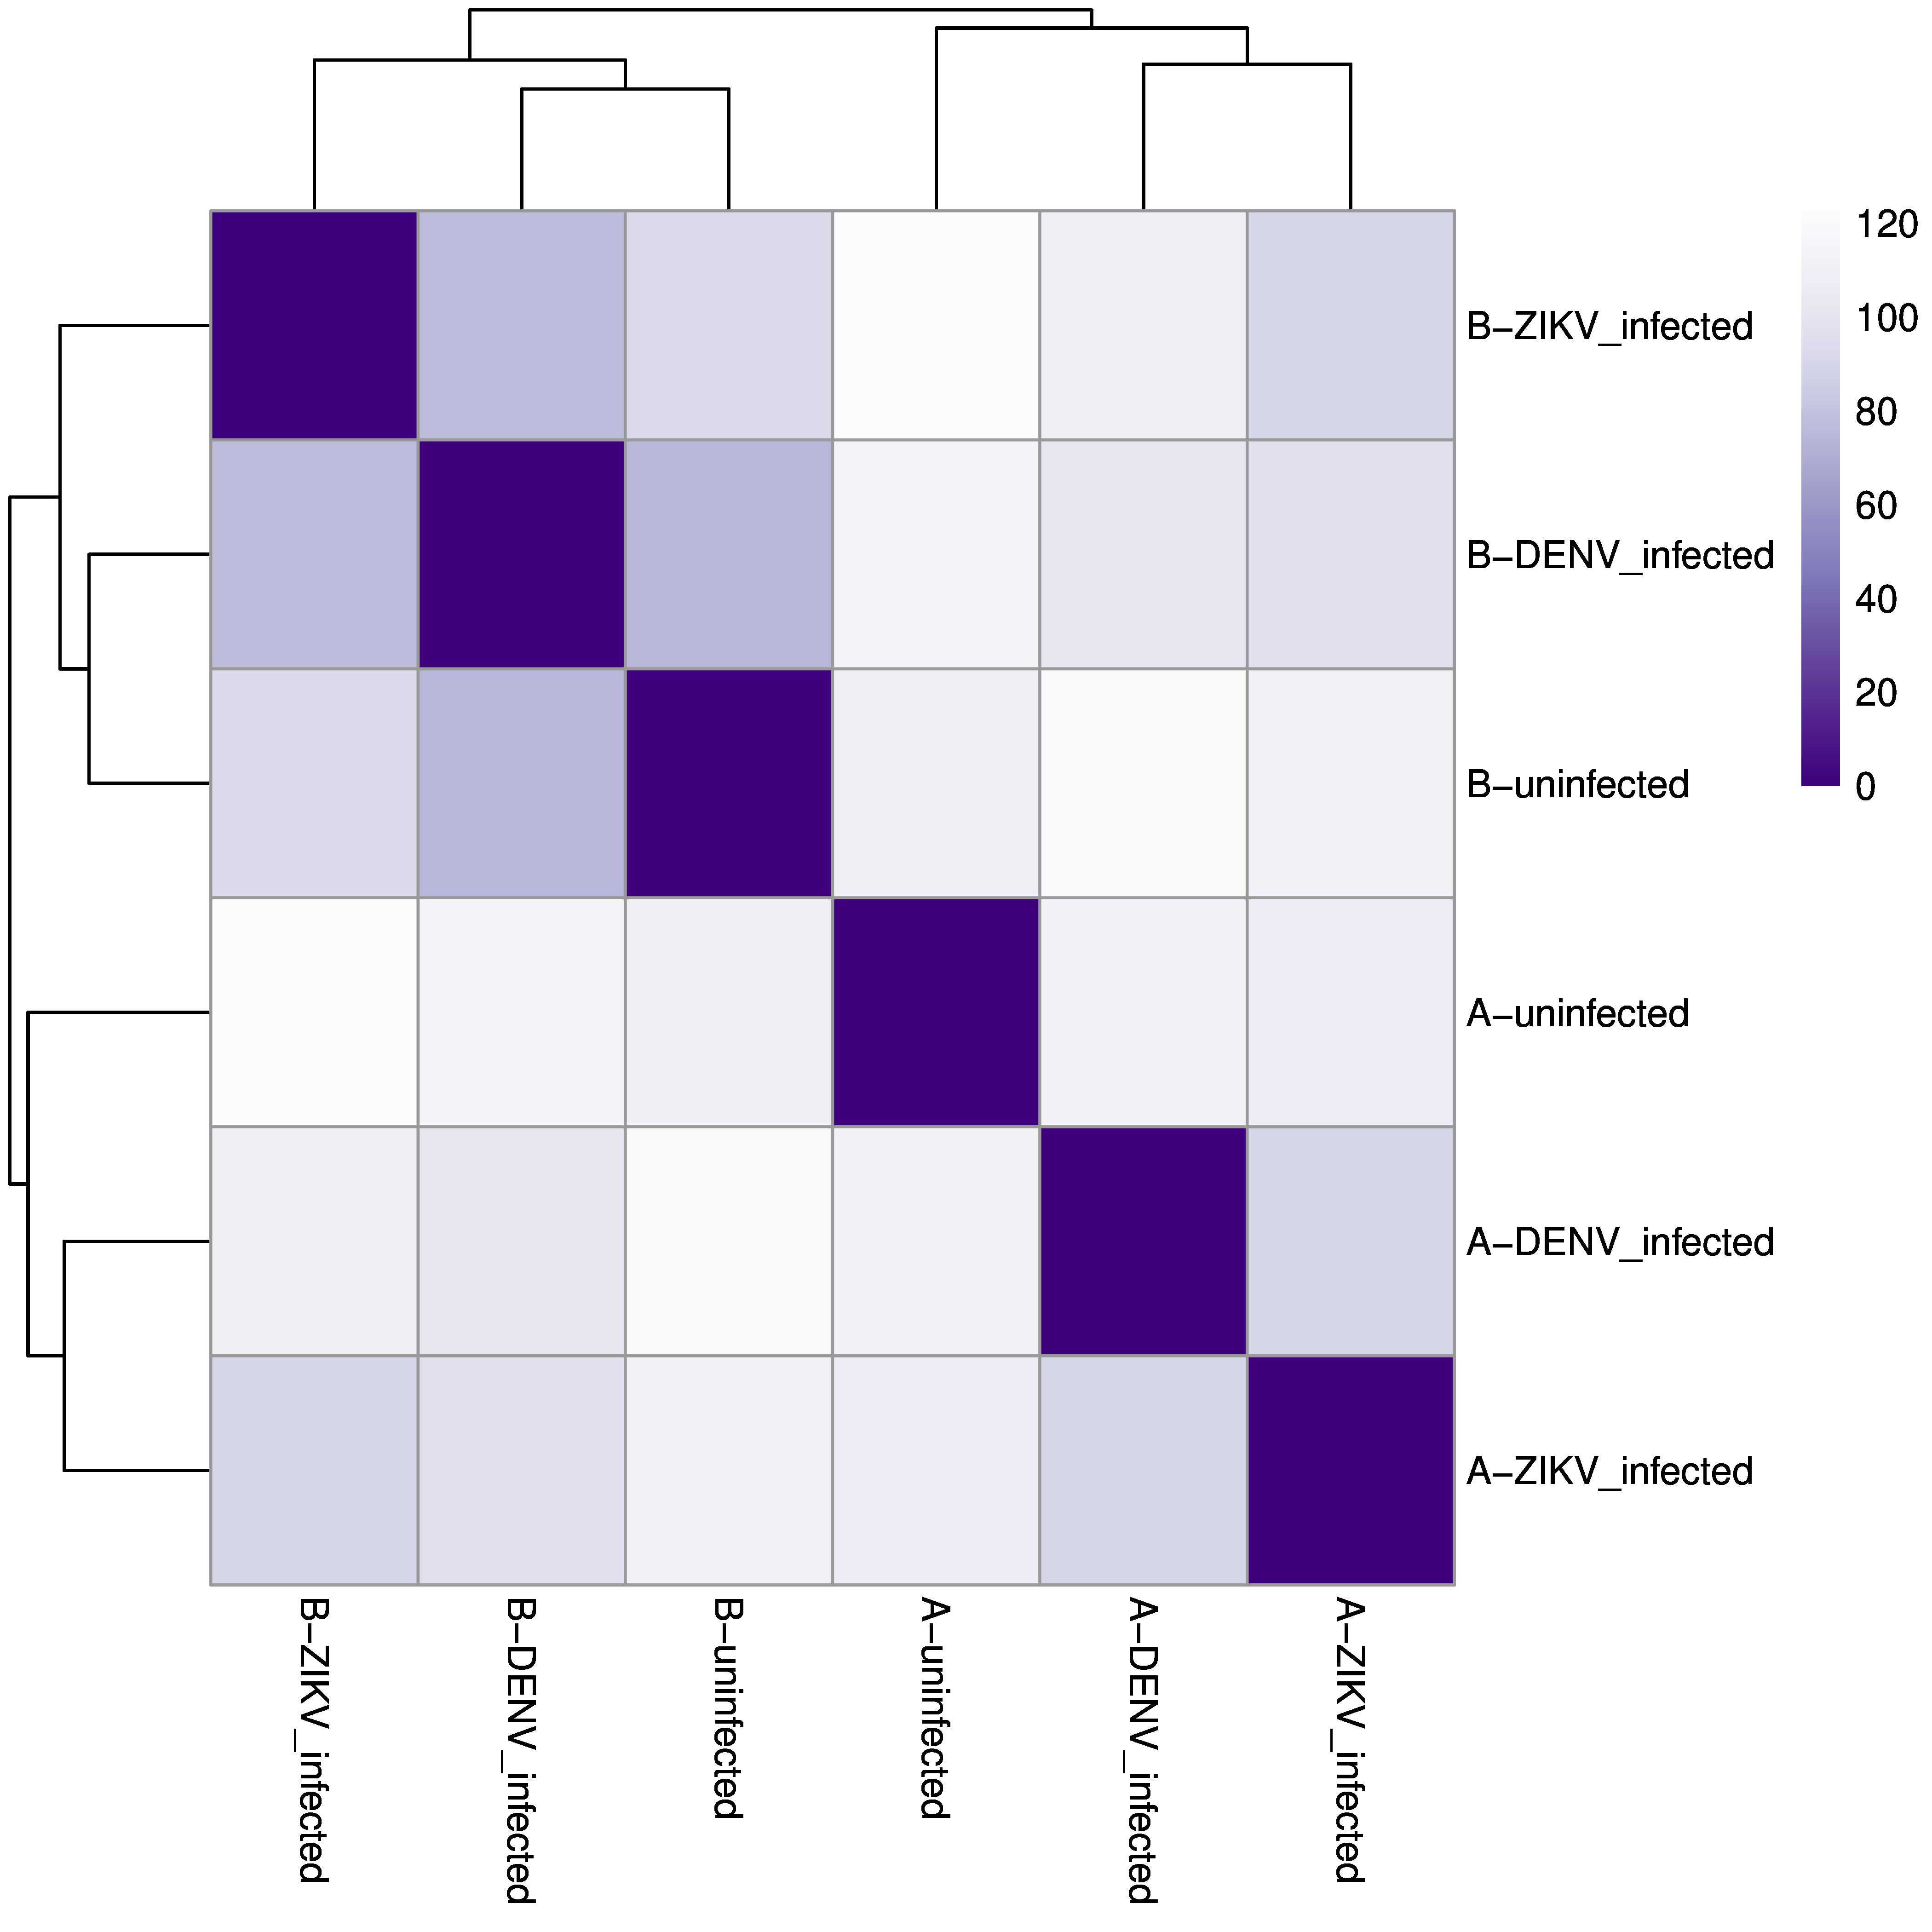 120
100
80
60
40
20
0
B−ZIKV_infected
B−DENV_infected
B−uninfected
A−uninfected
A−DENV_infected
A−ZIKV_infected
B−ZIKV_infected
B−DENV_infected
B−uninfected
A−uninfected
A−DENV_infected
A−ZIKV_infected